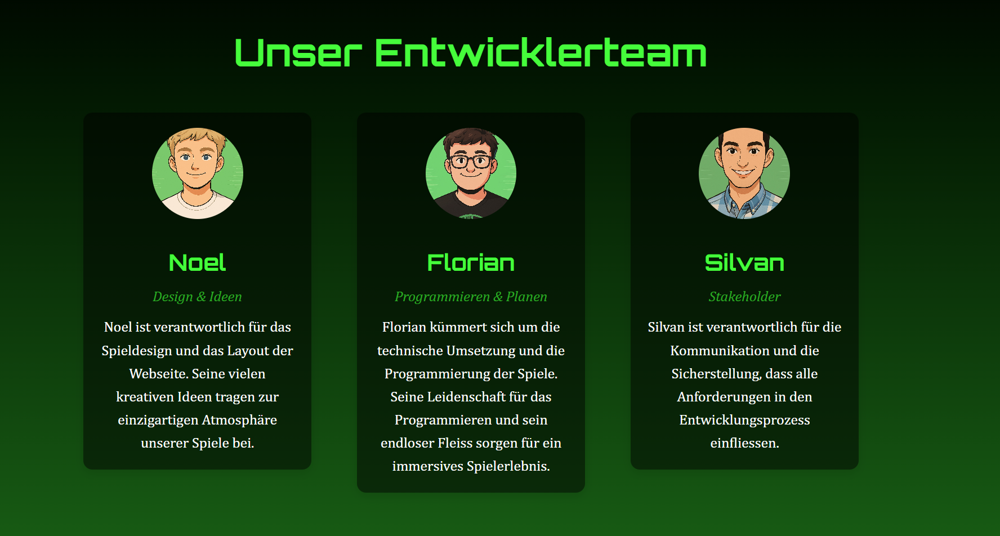 Unser Entwicklerteam
Noel
Design & Ideen
Noel ist verantwortlich für das
Spieldesign und das Layout der
Webseite. Seine vielen
kreativen Ideen tragen zur
einzigartigen Atmosphäre
unserer Spiele bei.
Florian
Programmieren & Planen
Florian kümmert sich um die
technische Umsetzung und die
Programmierung der Spiele.
Seine Leidenschaft für das
Programmieren und sein
endloser Fleiss sorgen für ein
immersives Spielerlebnis.
Silvan
Stakeholder
Silvan ist verantwortlich für die
Kommunikation und die
Sicherstellung, dass alle
Anforderungen in den
Entwicklungsprozess
einfliessen.